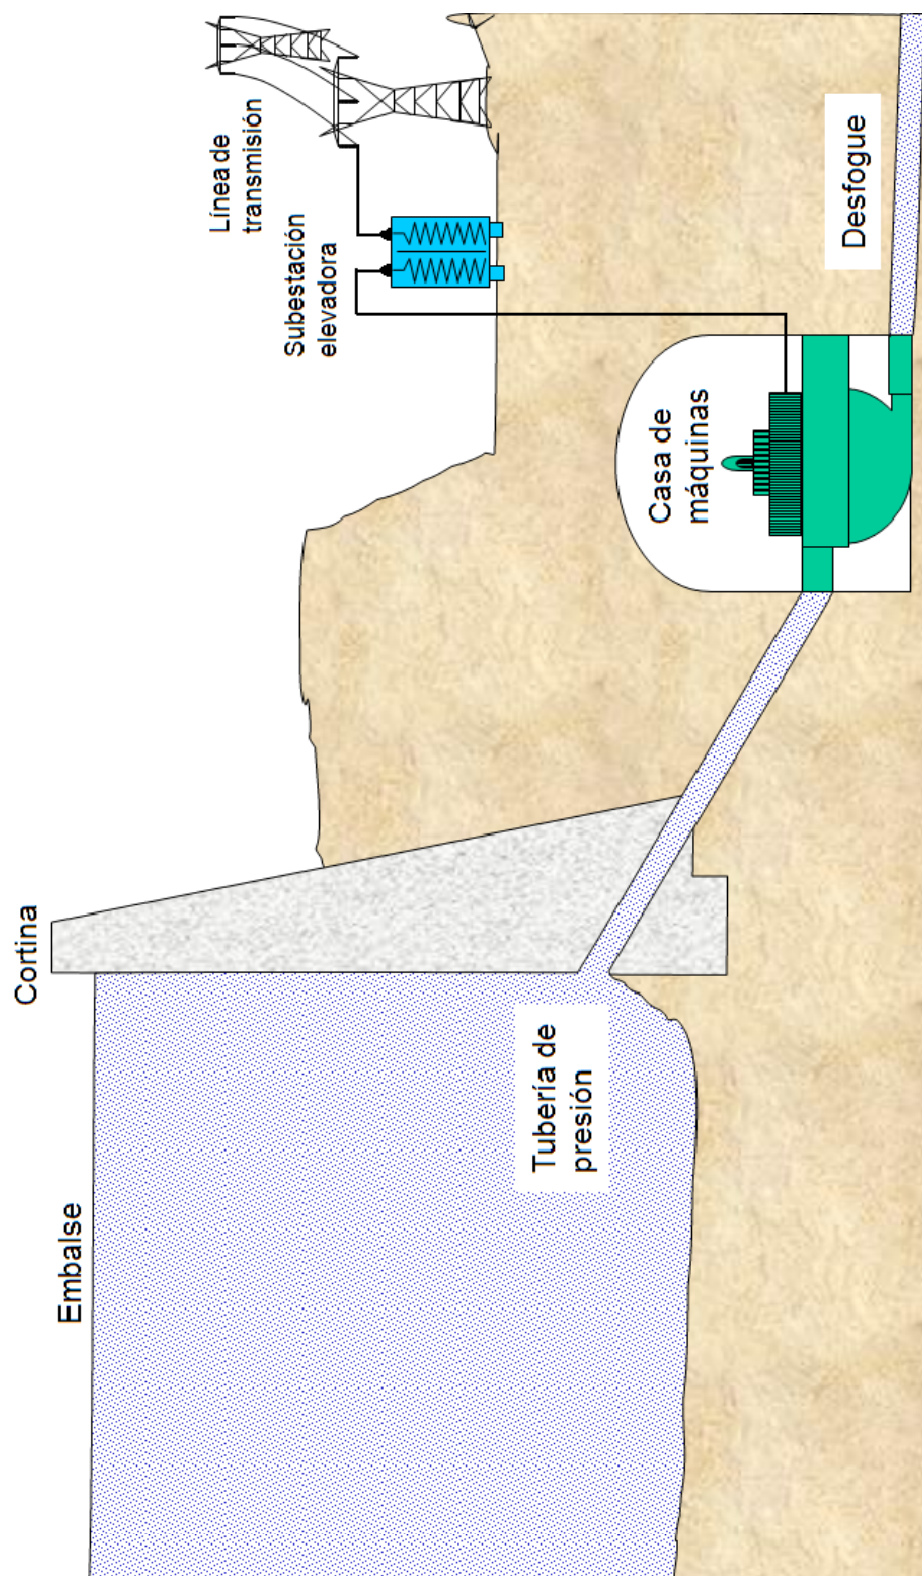 Embalse
Cortina
Tubería de
presión
Casa de
máquinas
Subestación
elevadora
Línea de
transmisión
Desfogue